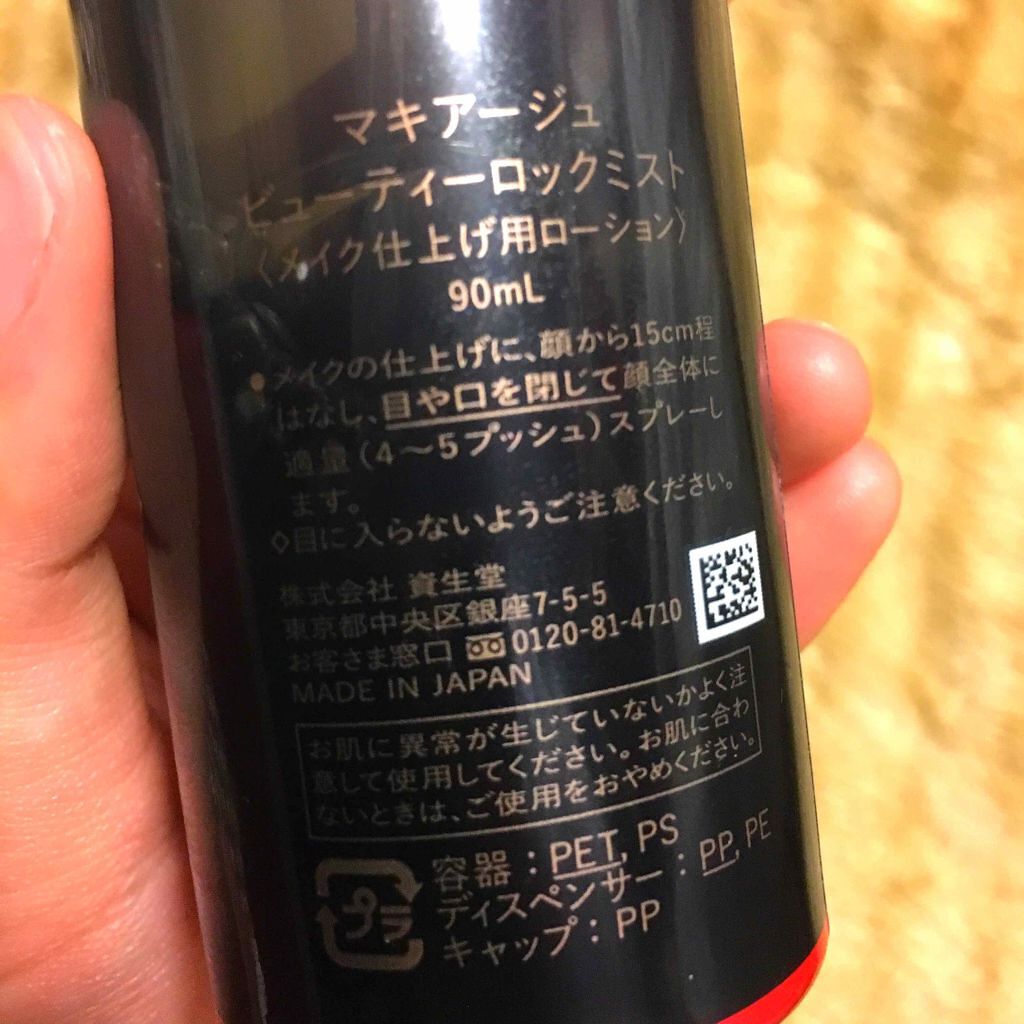 マキアージュ
ビューティーロックミスト
〈メイク仕上げ用ローション〉
90mL
●メイクの仕上げに、顔から15cm程
はなし、目や口を閉じて顔全体に
適量(4〜5プッシュ)スプレーし
ます。
◇目に入らないようご注意ください。
株式会社 資生堂
東京都中央区銀座7-5-5
お客さま窓口 0120-81-4710
MADE IN JAPAN
お肌に異常が生じていないかよく注
意して使用してください。お肌に合わ
ないときは、ご使用をおやめください。
プラ
容器：PET, PS
ディスペンサー：PP, PE
キャップ：PP